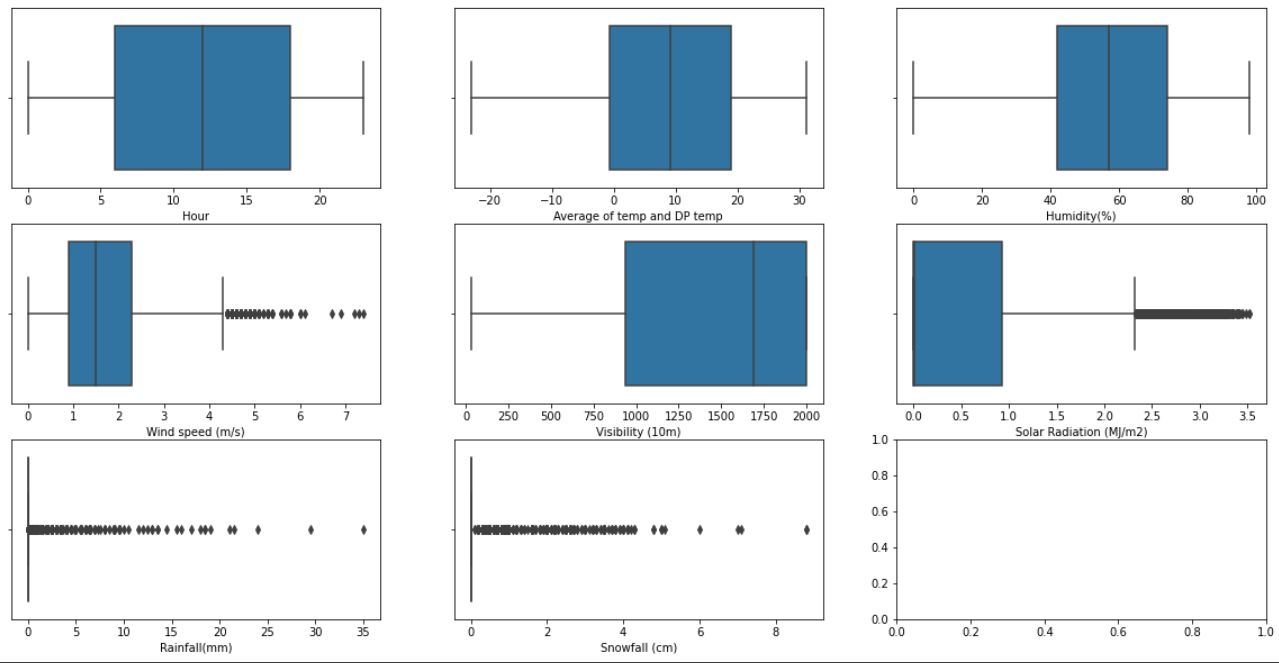 0 5 10 15 20
Hour
−20 −10 0 10 20 30
Average of temp and DP temp
0 20 40 60 80 100
Humidity(%)
0 1 2 3 4 5 6 7
Wind speed (m/s)
0 250 500 750 1000 1250 1500 1750 2000
Visibility (10m)
0.0 0.5 1.0 1.5 2.0 2.5 3.0 3.5
Solar Radiation (MJ/m2)
0 5 10 15 20 25 30 35
Rainfall(mm)
0 2 4 6 8
Snowfall (cm)
1.0
0.8
0.6
0.4
0.2
0.0
0.0 0.2 0.4 0.6 0.8 1.0